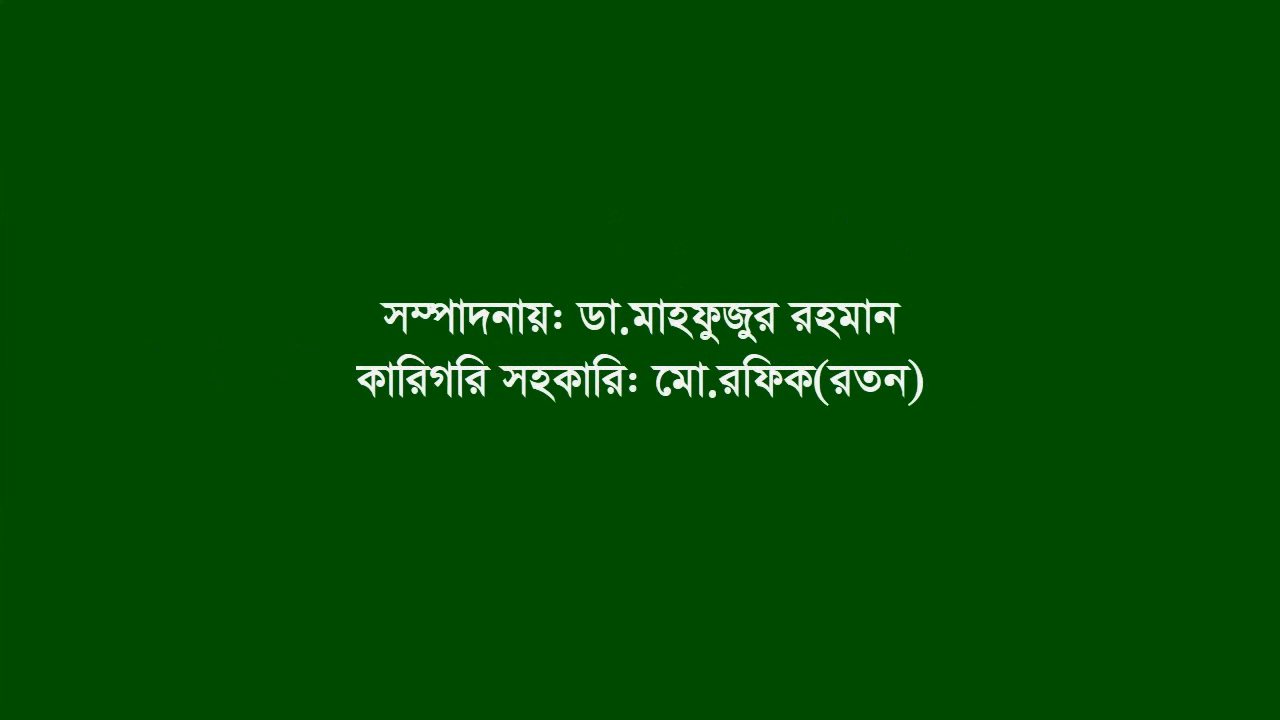 সম্পাদনায়: ডা.মাহফুজুর রহমান
কারিগরি সহকারি: মো.রফিক(রতন)